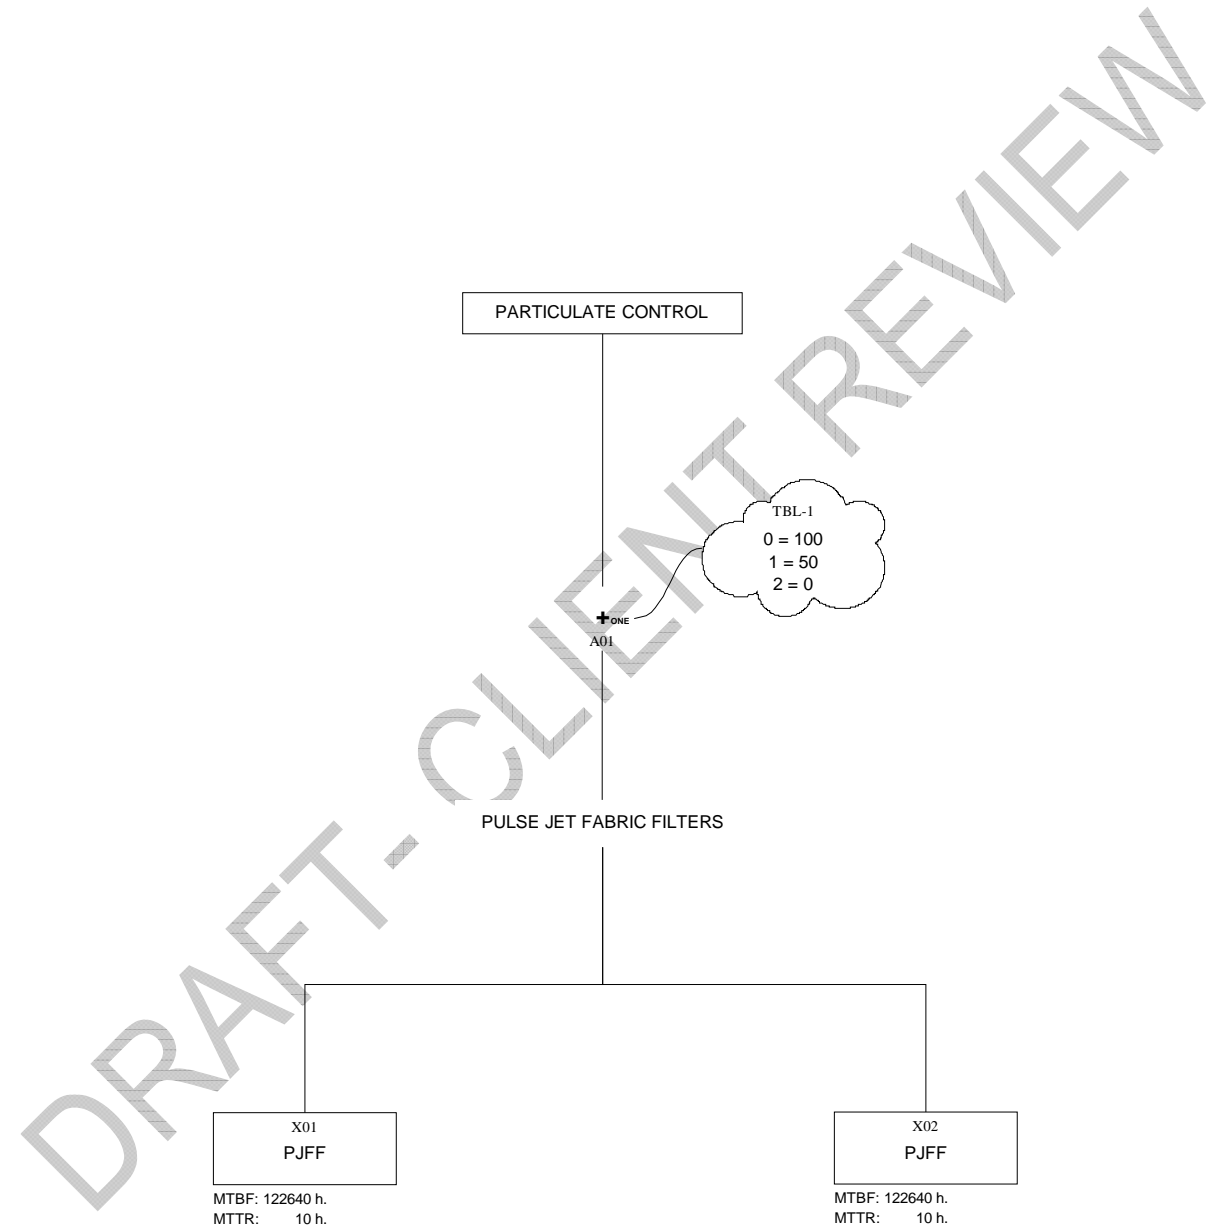 DRAFT - CLIENT REVIEW
PARTICULATE CONTROL
TBL-1
0 = 100
1 = 50
2 = 0
+ ONE
A01
PULSE JET FABRIC FILTERS
X01
PJFF
MTBF: 122640 h.
MTTR: 10 h.
X02
PJFF
MTBF: 122640 h.
MTTR: 10 h.